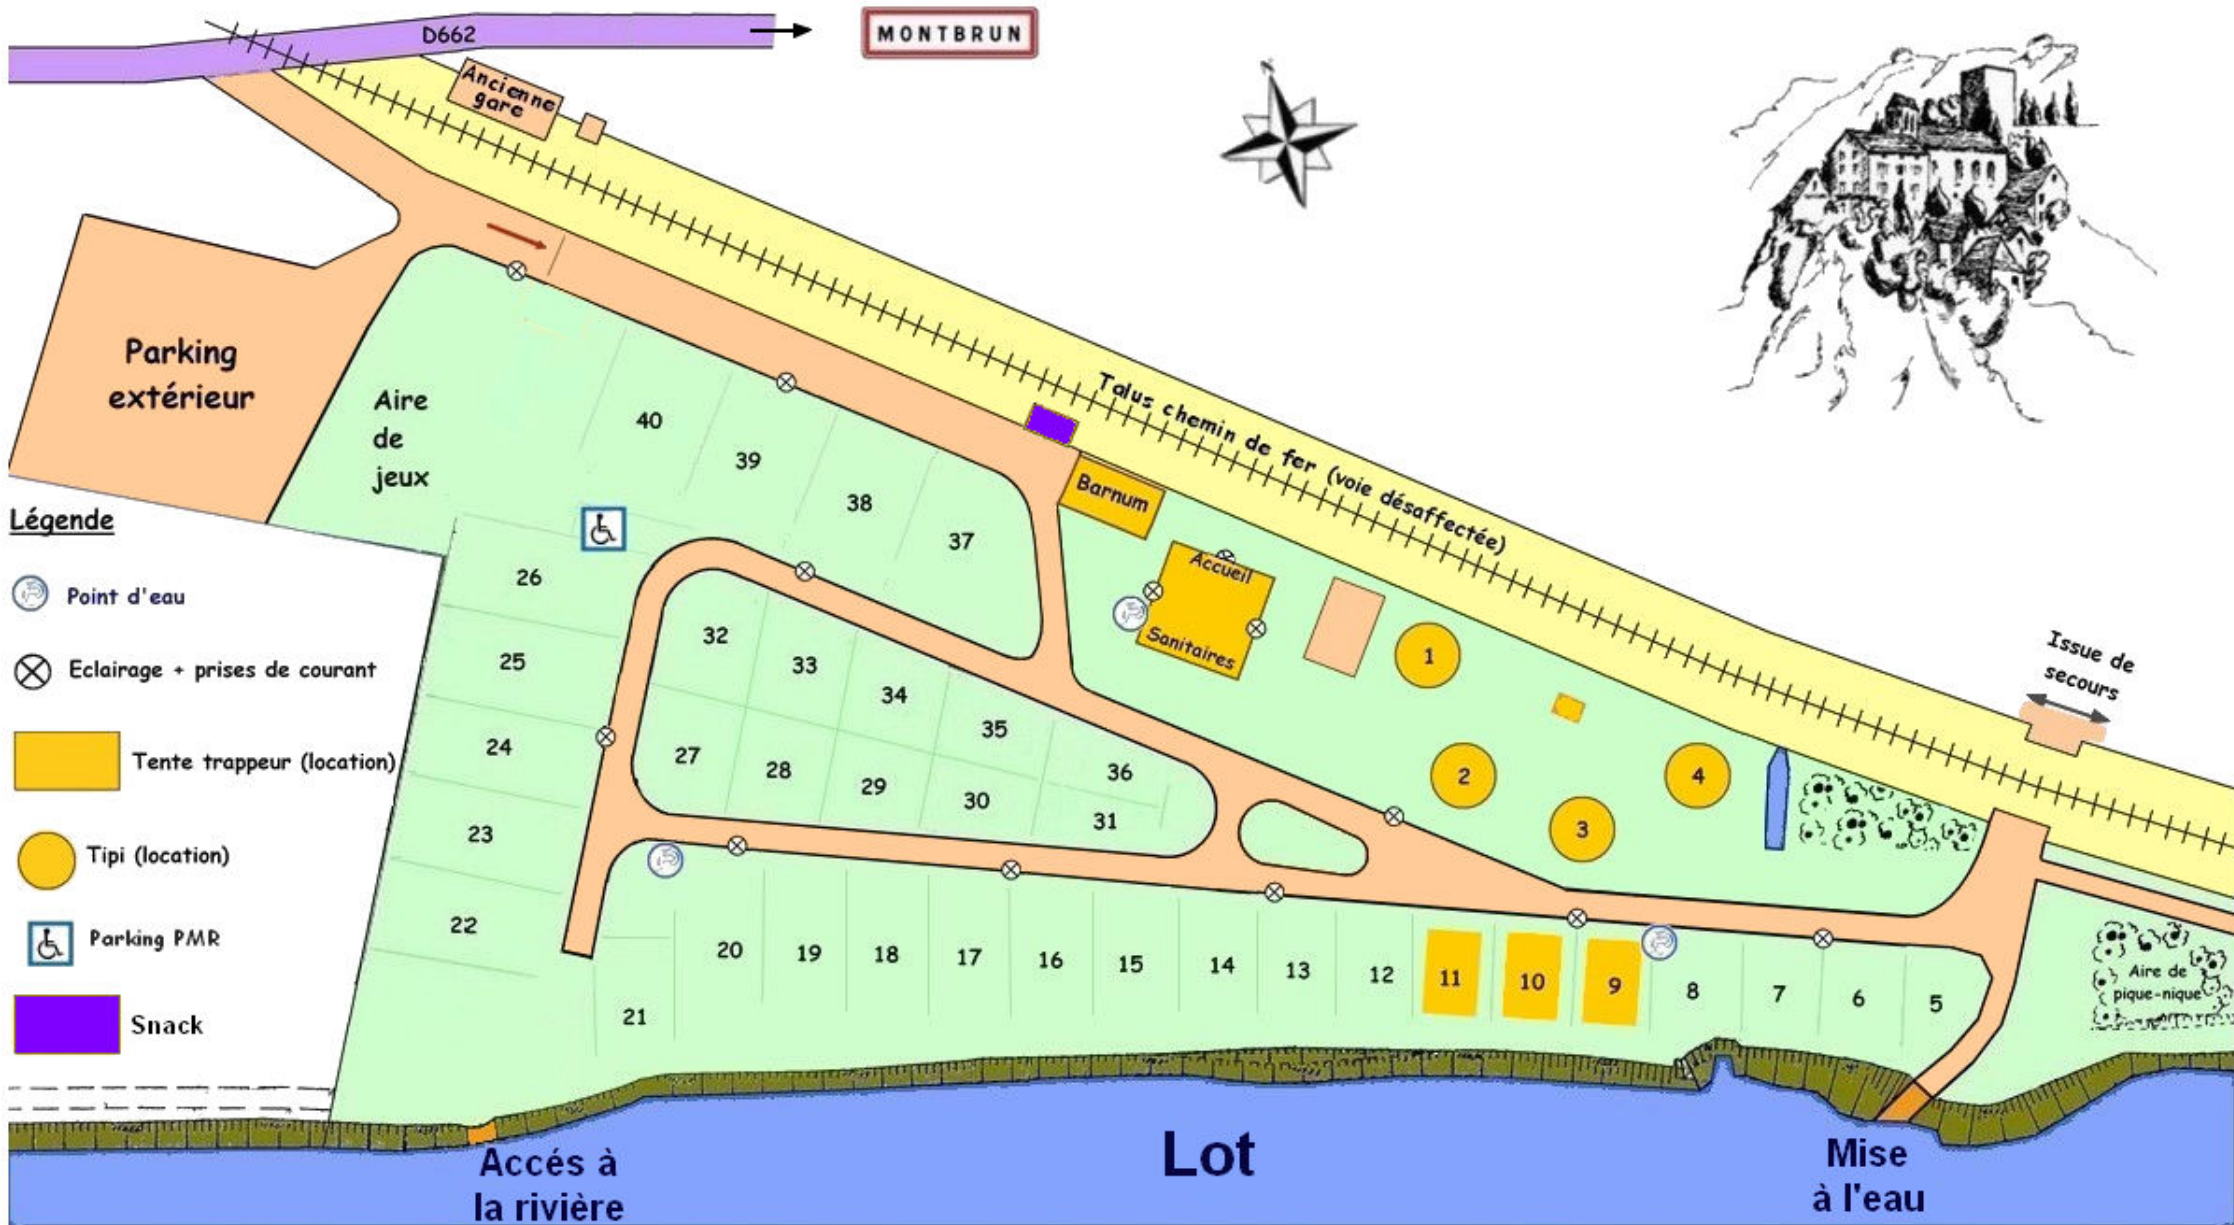 D662
MONTBRUN
N
Ancienne
gare
Parking
extérieur
Aire
de
jeux
40
39
38
37
Talus chemin de fer (voie désaffectée)
Barnum
Accueil
Sanitaires
1
2
3
4
Issue de
secours
Légende
Point d'eau
Eclairage + prises de courant
Tente trappeur (location)
Tipi (location)
Parking PMR
Snack
26
25
24
23
22
32
33
34
35
36
27
28
29
30
31
21
20
19
18
17
16
15
14
13
12
11
10
9
8
7
6
5
Aire de
pique-nique
Accés à
la rivière
Lot
Mise
à l'eau